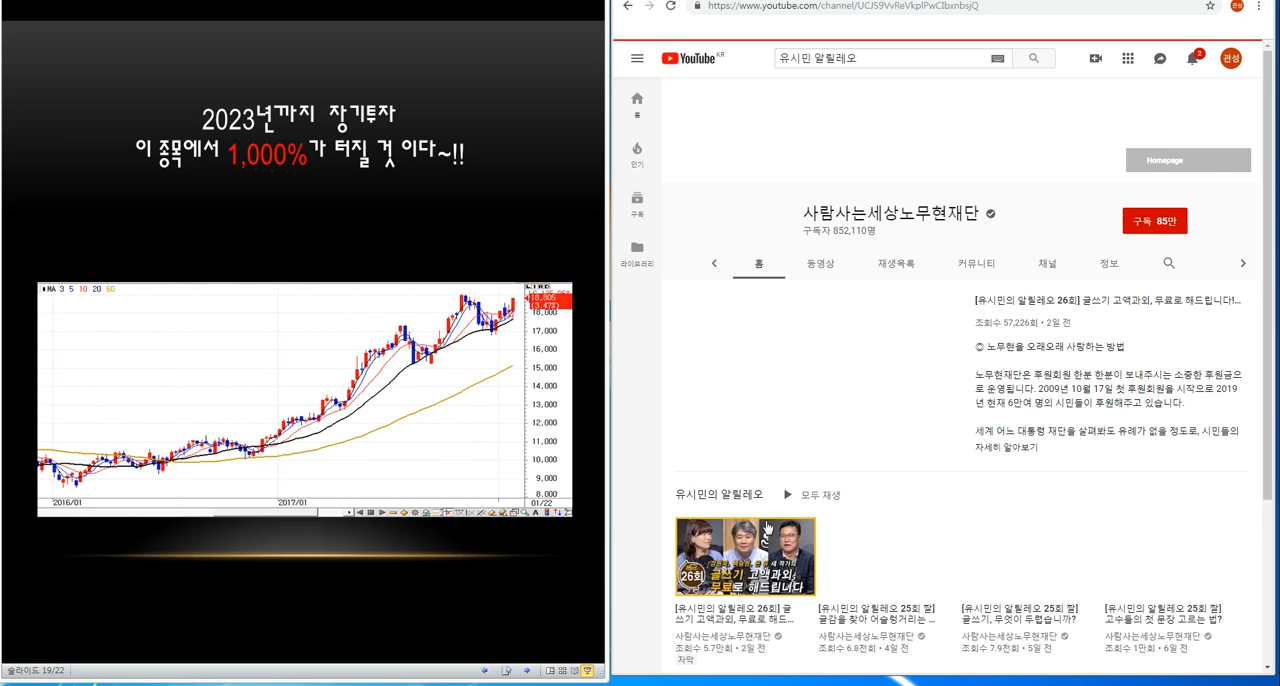 2023년까지 장기투자
이 종목에서 1,000%가 터질 것 이다~!!
MA 3 5 10 20 60
18,805
(3.47%)
18,000
17,000
16,000
15,000
14,000
13,000
12,000
11,000
10,000
9,000
8,000
2016/01
2017/01
01/22
슬라이드 19/22
https://www.youtube.com/channel/UCJS9VvReVkplPwCIbxnbsjQ
관성
YouTube KR
유시민 알릴레오
2
관성
홈
인기
구독
라이브러리
Homepage
사람사는세상노무현재단
구독자 852,110명
구독 85만
홈
동영상
재생목록
커뮤니티
채널
정보
[유시민의 알릴레오 26회] 글쓰기 고액과외, 무료로 해드립니다!...
조회수 57,226회 • 2일 전
◎ 노무현을 오래오래 사랑하는 방법
노무현재단은 후원회원 한분 한분이 보내주시는 소중한 후원금으
로 운영됩니다. 2009년 10월 17일 첫 후원회원을 시작으로 2019
년 현재 6만여 명의 시민들이 후원해주고 있습니다.
세계 어느 대통령 재단을 살펴봐도 유례가 없을 정도로, 시민들의
자세히 알아보기
유시민의 알릴레오
모두 재생
26회
글쓰기 고액과외,
무료로 해드립니다
[유시민의 알릴레오 26회] 글
쓰기 고액과외, 무료로 해드...
사람사는세상노무현재단
조회수 5.7만회 • 2일 전
자막
[유시민의 알릴레오 25회 짤]
글감을 찾아 어슬렁거리는 ...
사람사는세상노무현재단
조회수 6.8천회 • 4일 전
[유시민의 알릴레오 25회 짤]
글쓰기, 무엇이 두렵습니까?
사람사는세상노무현재단
조회수 7.9천회 • 5일 전
[유시민의 알릴레오 25회 짤]
고수들의 첫 문장 고르는 법?
사람사는세상노무현재단
조회수 1만회 • 6일 전